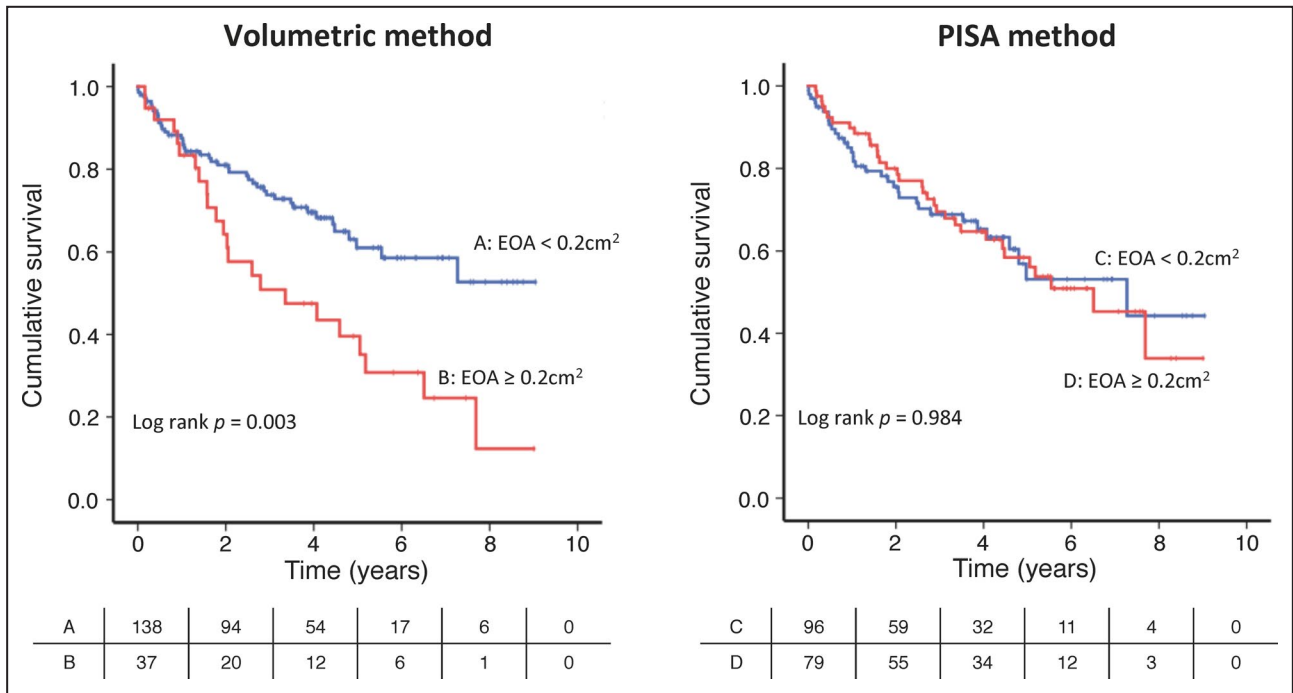 Volumetric method
PISA method
1.0
0.8
0.6
0.4
0.2
0.0
Cumulative survival
A: EOA < 0.2cm²
B: EOA ≥ 0.2cm²
Log rank p = 0.003
0 2 4 6 8 10
Time (years)
A 138 94 54 17 6 0
B 37 20 12 6 1 0
1.0
0.8
0.6
0.4
0.2
0.0
Cumulative survival
C: EOA < 0.2cm²
D: EOA ≥ 0.2cm²
Log rank p = 0.984
0 2 4 6 8 10
Time (years)
C 96 59 32 11 4 0
D 79 55 34 12 3 0